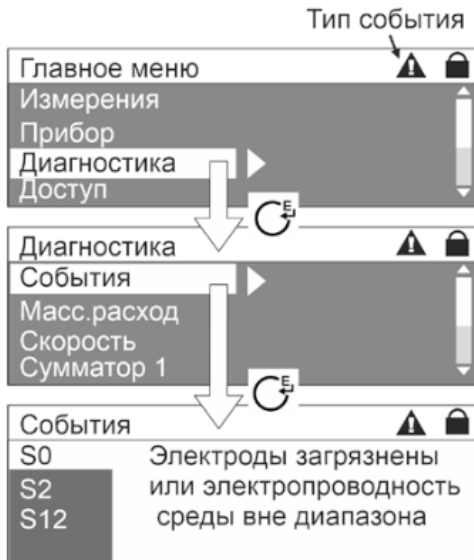 Тип события
Главное меню
Измерения
Прибор
Диагностика
Доступ
E
Диагностика
События
Масс.расход
Скорость
Сумматор 1
E
События
S0 Электроды загрязнены
S2 или электропроводность
S12 среды вне диапазона